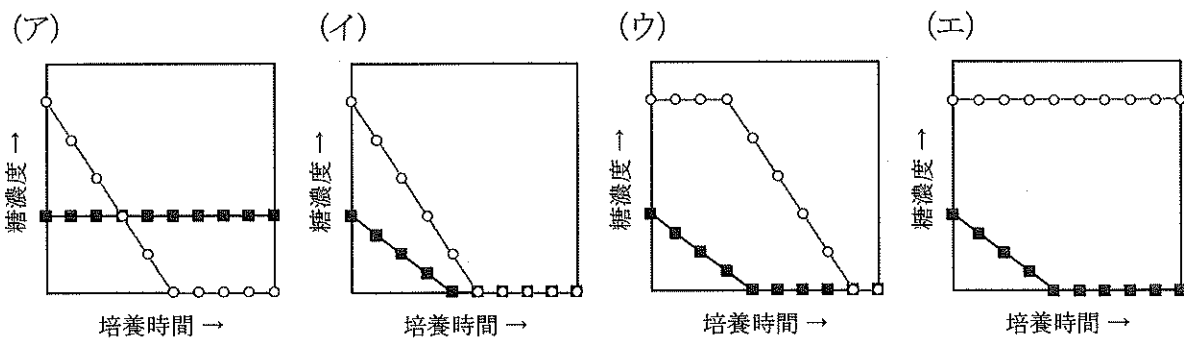 (ア)
(イ)
(ウ)
(エ)
糖濃度 →
糖濃度 →
糖濃度 →
糖濃度 →
培養時間 →
培養時間 →
培養時間 →
培養時間 →